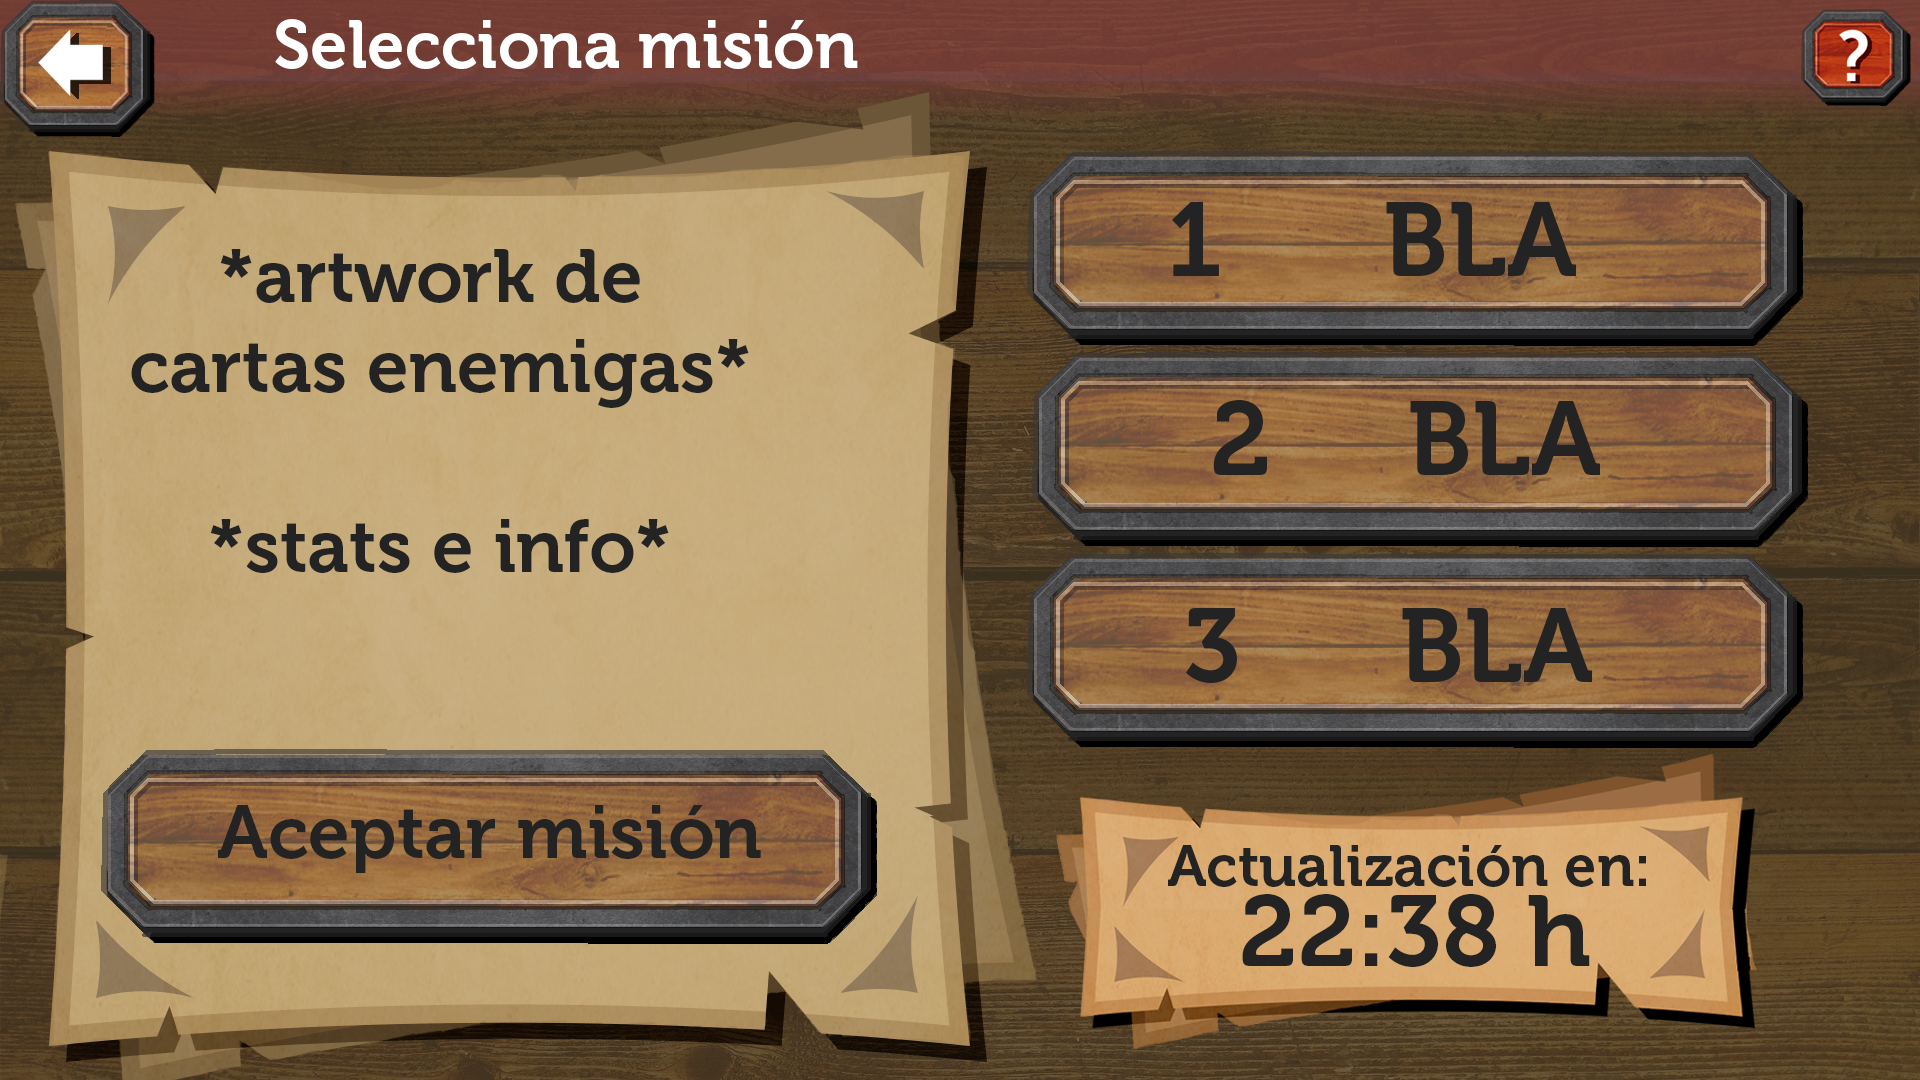 Selecciona misión
?
*artwork de
cartas enemigas*
*stats e info*
Aceptar misión
1 BLA
2 BLA
3 BLA
Actualización en:
22:38 h